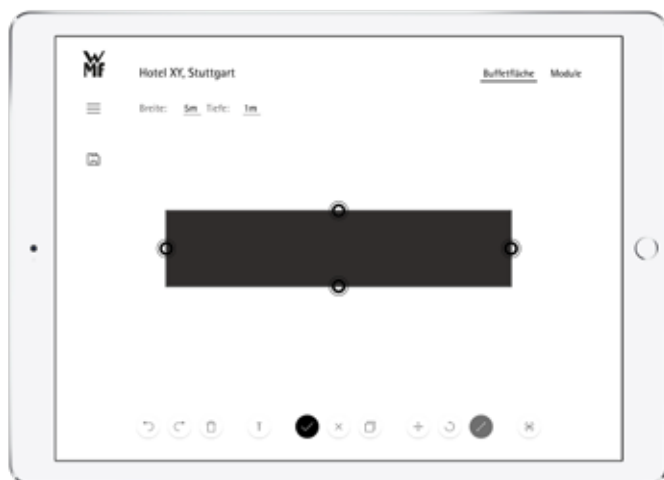 WMF
Hotel XY, Stuttgart
Buffetfläche Module
Breite: 5m Tiefe: 1m
T